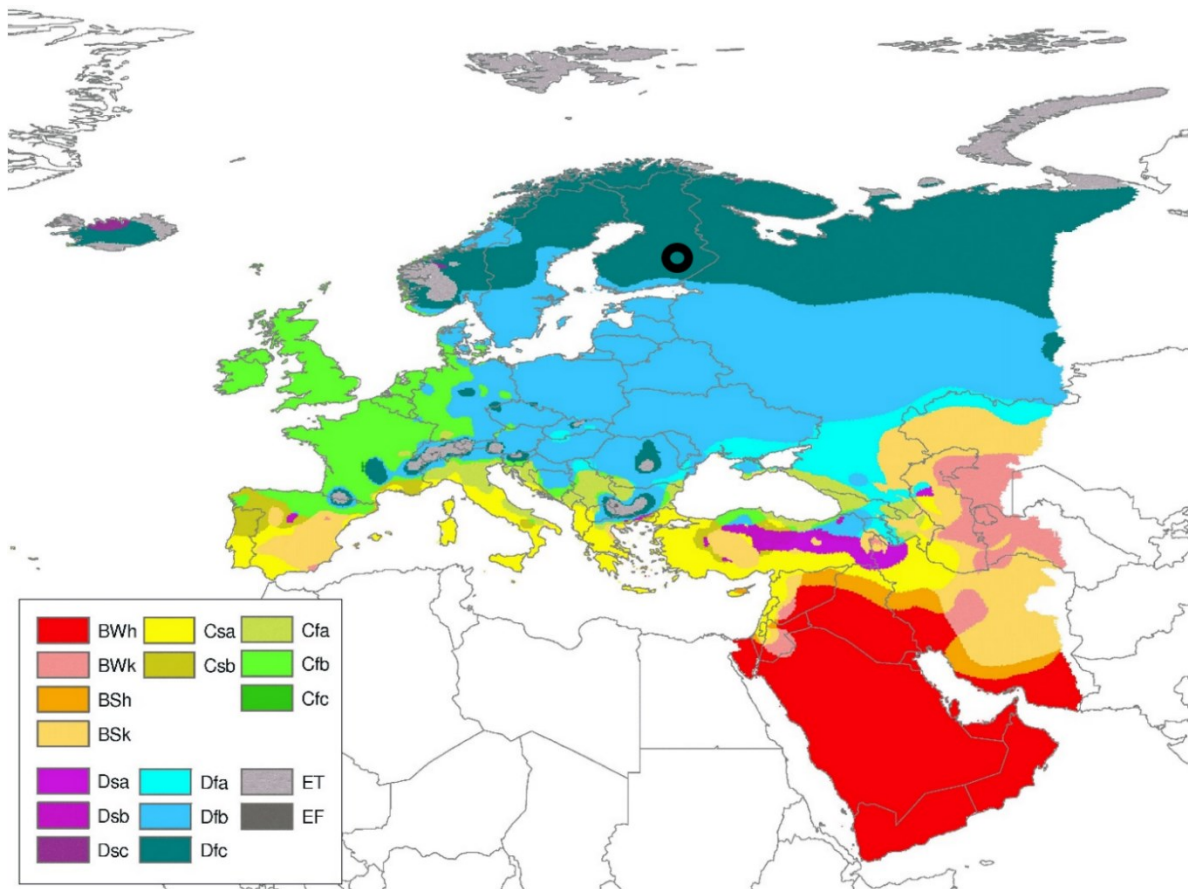 BWh Csa Cfa
BWk Csb Cfb
BSh Cfc
BSk
Dsa Dfa ET
Dsb Dfb EF
Dsc Dfc